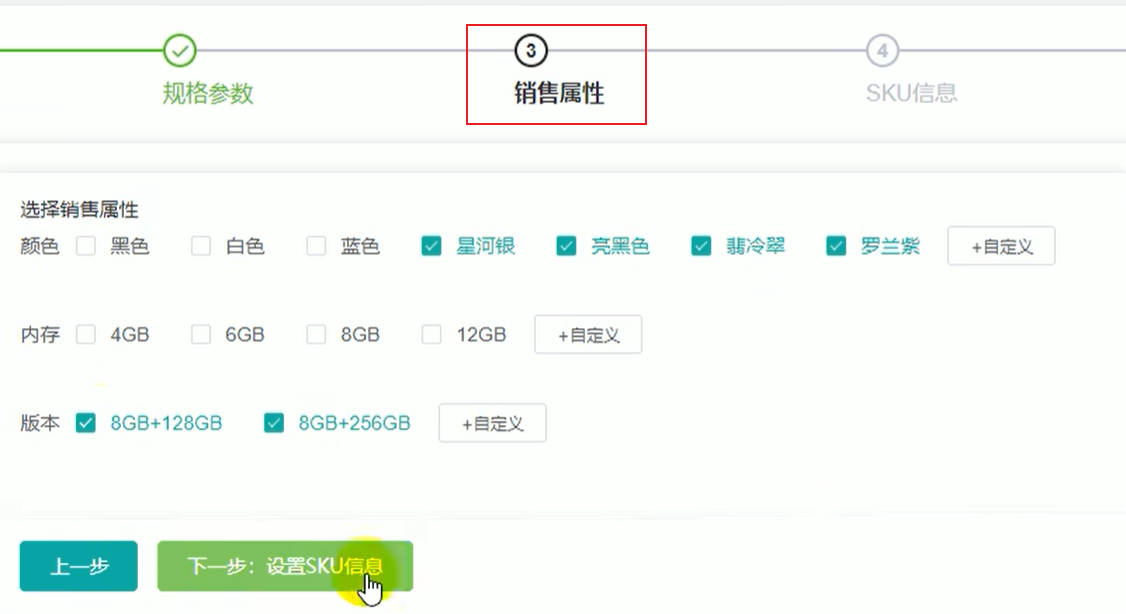 3 4
规格参数 销售属性 SKU信息
选择销售属性
颜色 黑色 白色 蓝色 星河银 亮黑色 翡冷翠 罗兰紫 +自定义
内存 4GB 6GB 8GB 12GB +自定义
版本 8GB+128GB 8GB+256GB +自定义
上一步 下一步：设置SKU信息